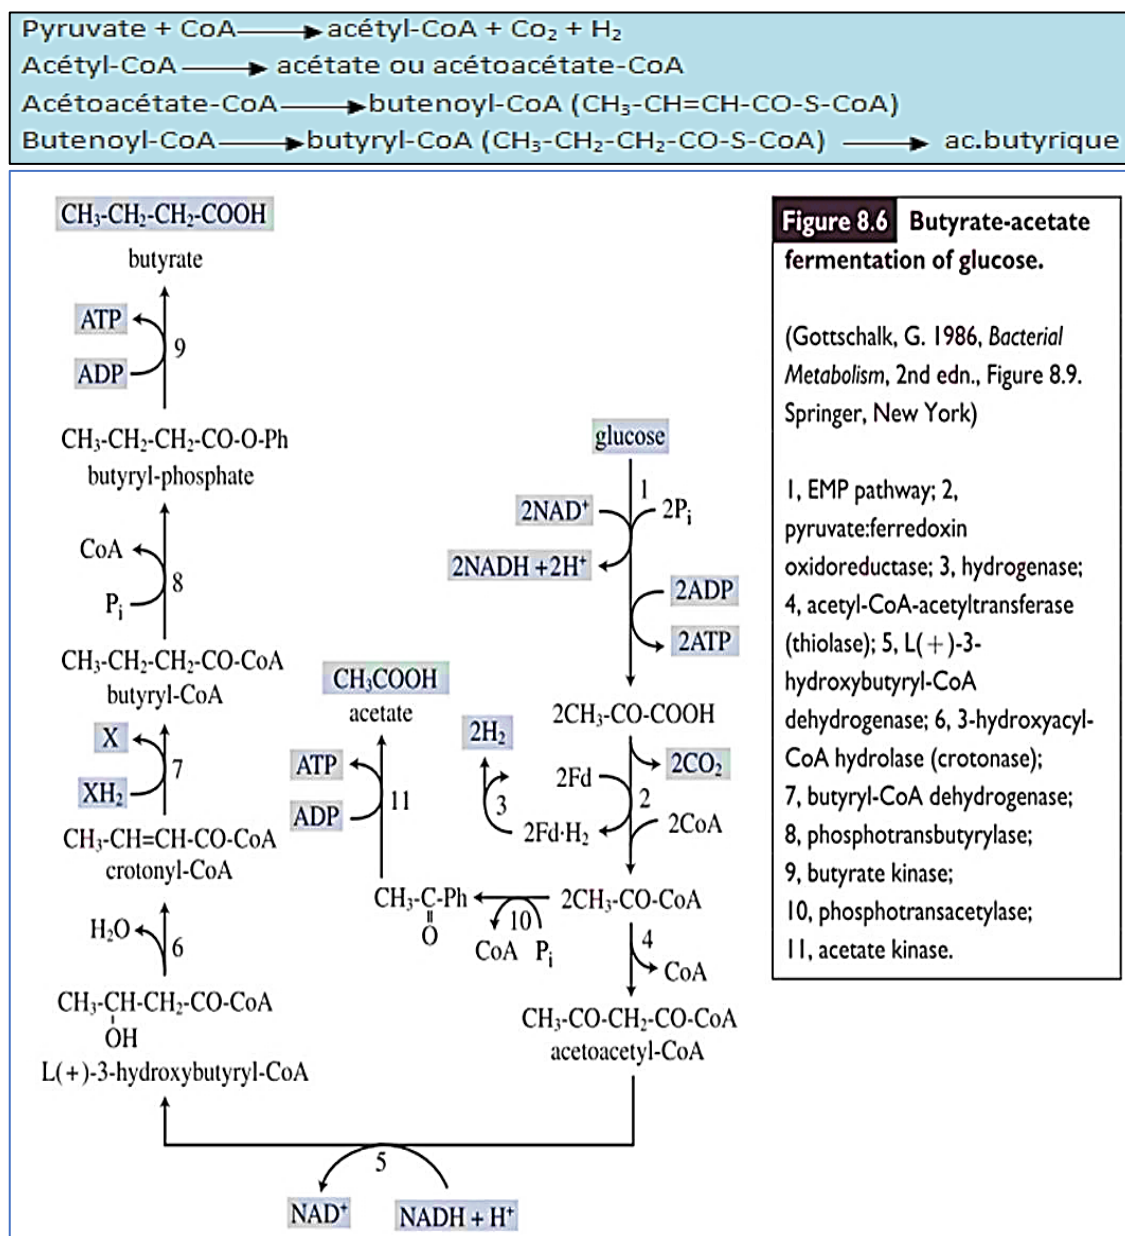 Pyruvate + CoA⟶acétyl-CoA + Co₂ + H₂
Acétyl-CoA ⟶ acétate ou acétoacétate-CoA
Acétoacétate-CoA⟶butenoyl-CoA (CH₃-CH=CH-CO-S-CoA)
Butenoyl-CoA⟶butyryl-CoA (CH₃-CH₂-CH₂-CO-S-CoA) ⟶ ac.butyrique
CH₃-CH₂-CH₂-COOH
butyrate
ATP
9
ADP
CH₃-CH₂-CH₂-CO-O-Ph
butyryl-phosphate
CoA
8
Pᵢ
CH₃-CH₂-CH₂-CO-CoA
butyryl-CoA
X
7
XH₂
CH₃-CH=CH-CO-CoA
crotonyl-CoA
H₂O
6
CH₃-CH-CH₂-CO-CoA
OH
L(+)-3-hydroxybutyryl-CoA
glucose
1
2NAD⁺
2Pᵢ
2NADH +2H⁺
2ADP
2ATP
2CH₃-CO-COOH
2CO₂
2Fd
2
2Fd·H₂
2CoA
2H₂
3
2CH₃-CO-CoA
10
CoA Pᵢ
CH₃-C-Ph
O
ATP
11
ADP
CH₃COOH
acetate
4
CoA
CH₃-CO-CH₂-CO-CoA
acetoacetyl-CoA
5
NAD⁺
NADH + H⁺
Figure 8.6 Butyrate-acetate
fermentation of glucose.
(Gottschalk, G. 1986, Bacterial
Metabolism, 2nd edn., Figure 8.9.
Springer, New York)
1, EMP pathway; 2,
pyruvate:ferredoxin
oxidoreductase; 3, hydrogenase;
4, acetyl-CoA-acetyltransferase
(thiolase); 5, L(+)-3-
hydroxybutyryl-CoA
dehydrogenase; 6, 3-hydroxyacyl-
CoA hydrolase (crotonase);
7, butyryl-CoA dehydrogenase;
8, phosphotransbutyrylase;
9, butyrate kinase;
10, phosphotransacetylase;
11, acetate kinase.